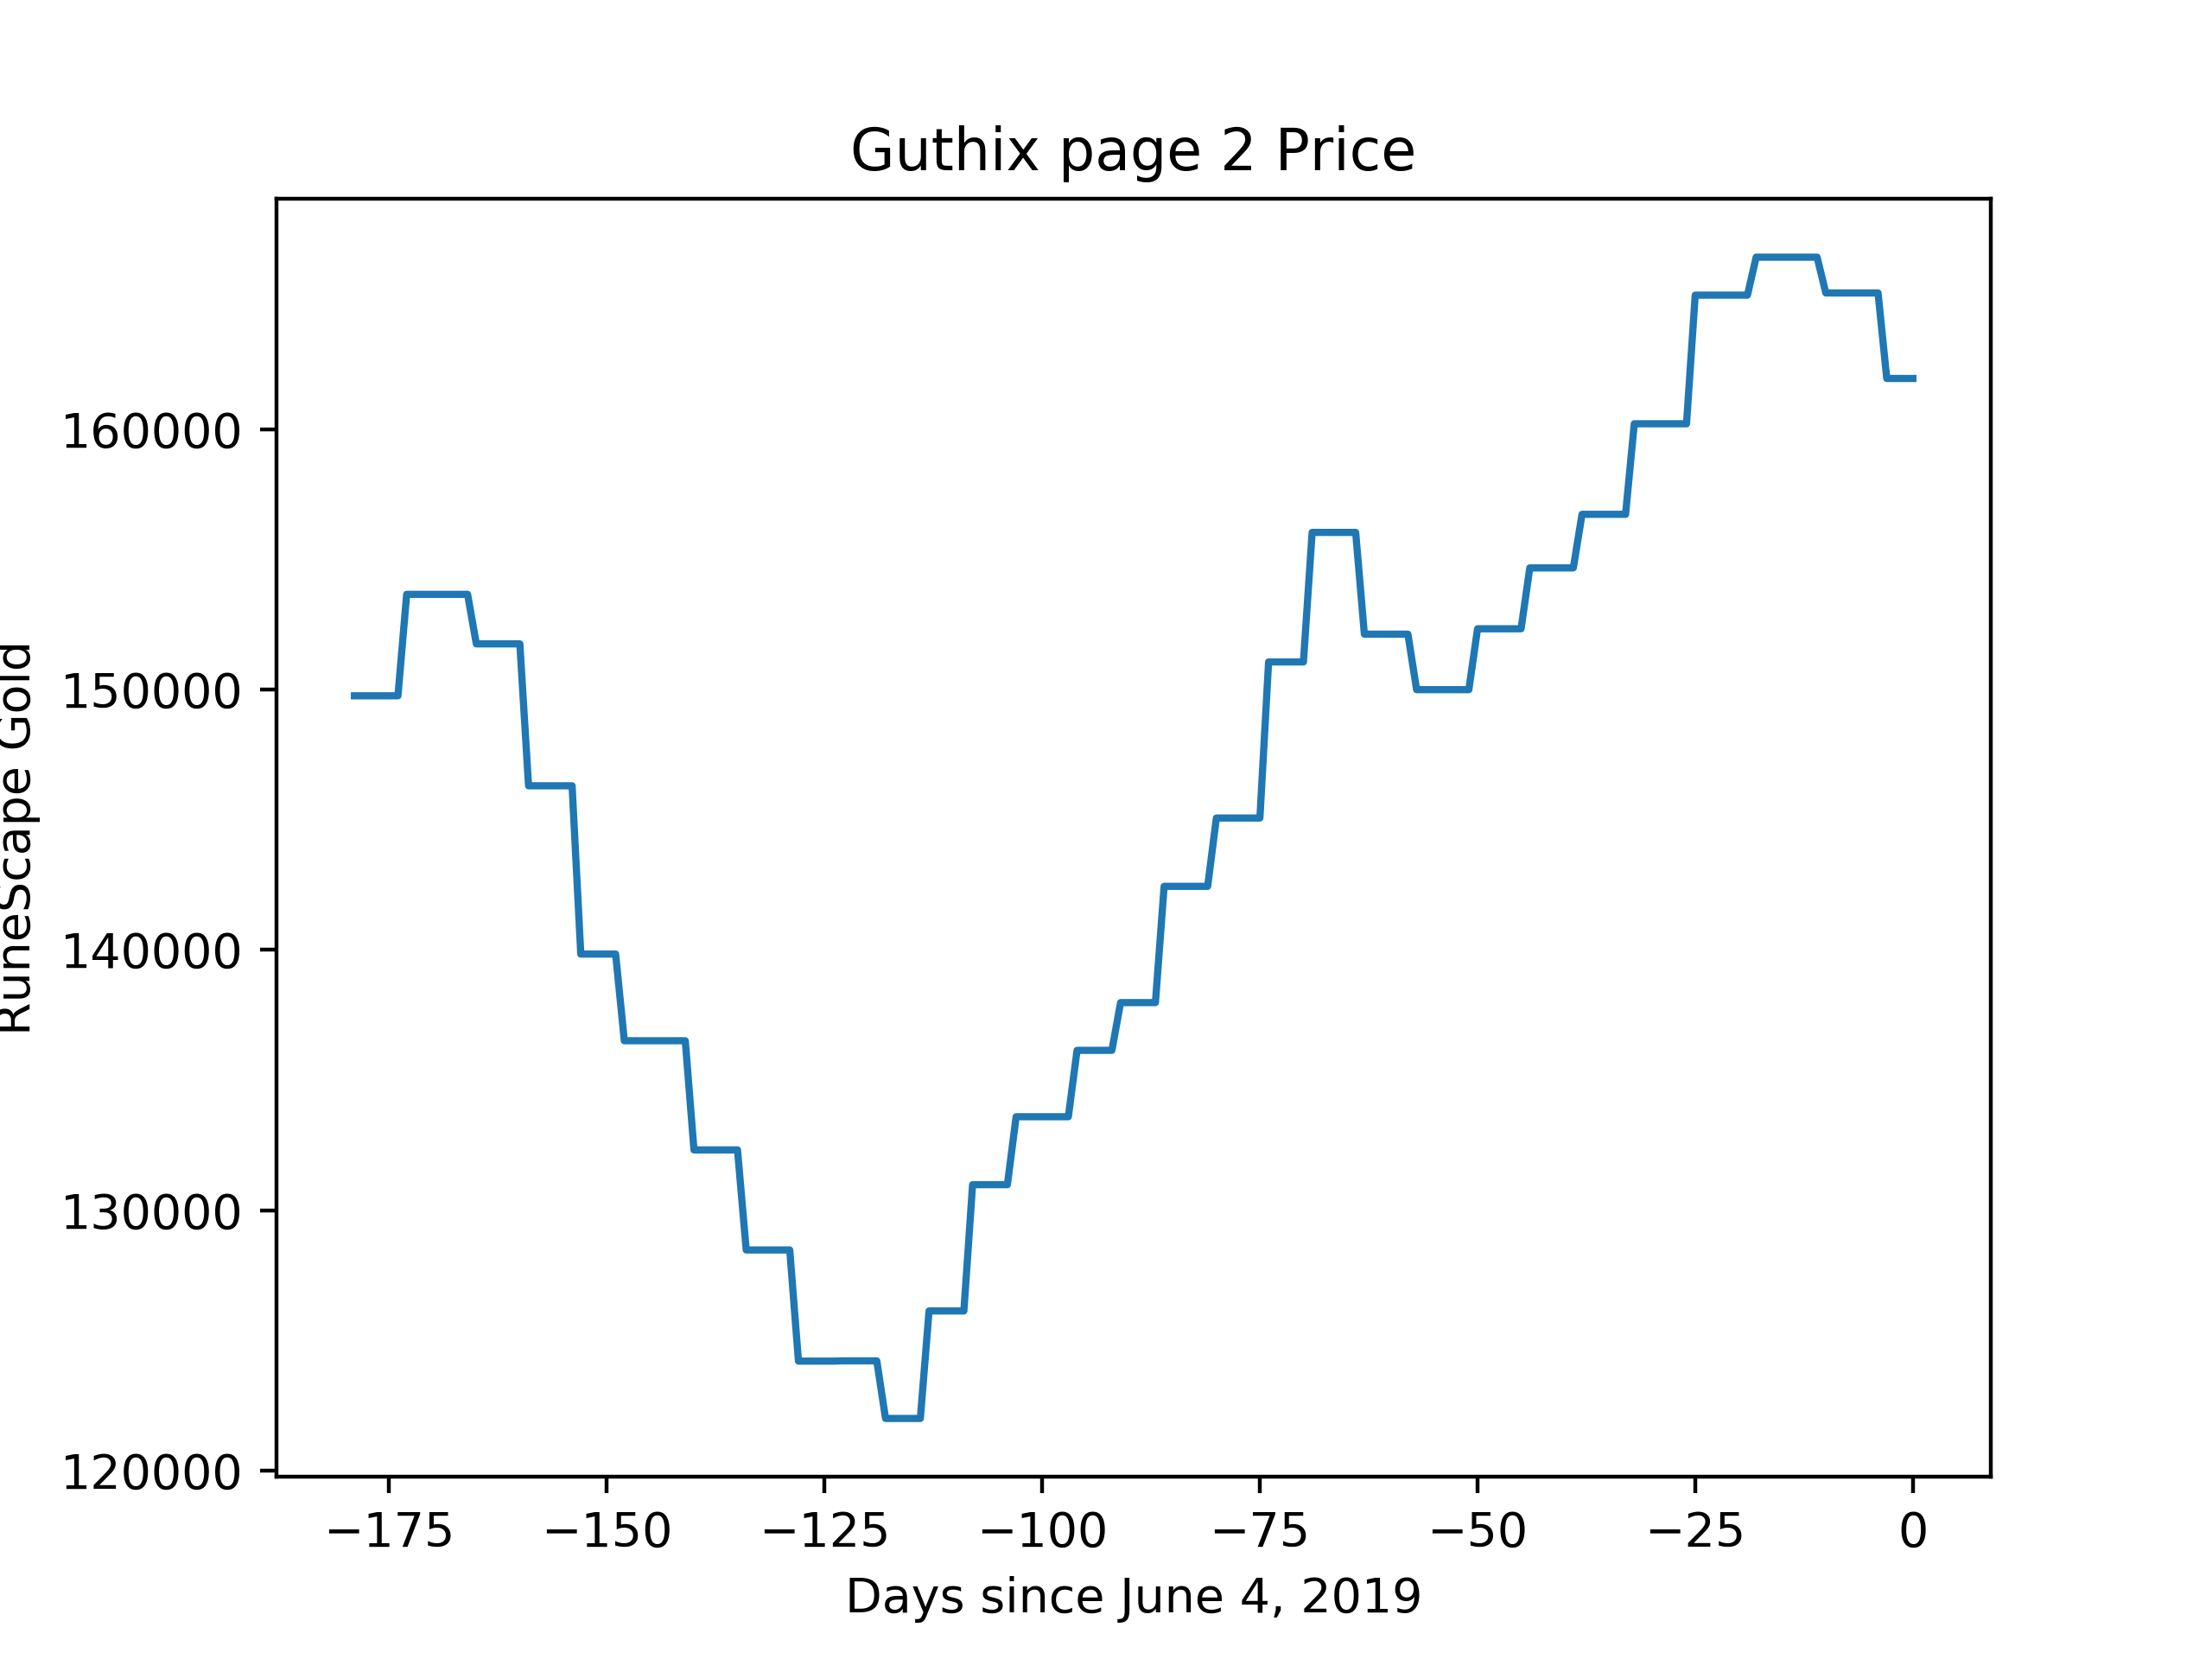 Guthix page 2 Price
RuneScape Gold
160000
150000
140000
130000
120000
−175 −150 −125 −100 −75 −50 −25 0
Days since June 4, 2019